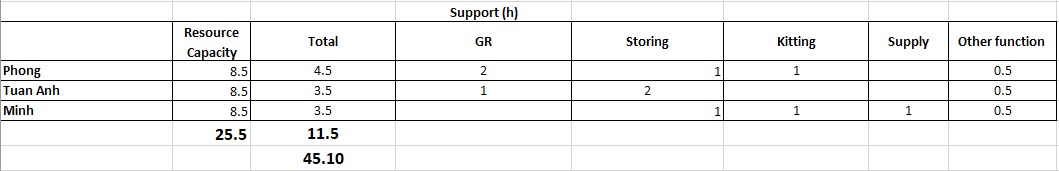 Support (h)
Resource Capacity Total GR Storing Kitting Supply Other function
Phong 8.5 4.5 2 1 1 0.5
Tuan Anh 8.5 3.5 1 2 0.5
Minh 8.5 3.5 1 1 1 0.5
25.5 11.5
45.10